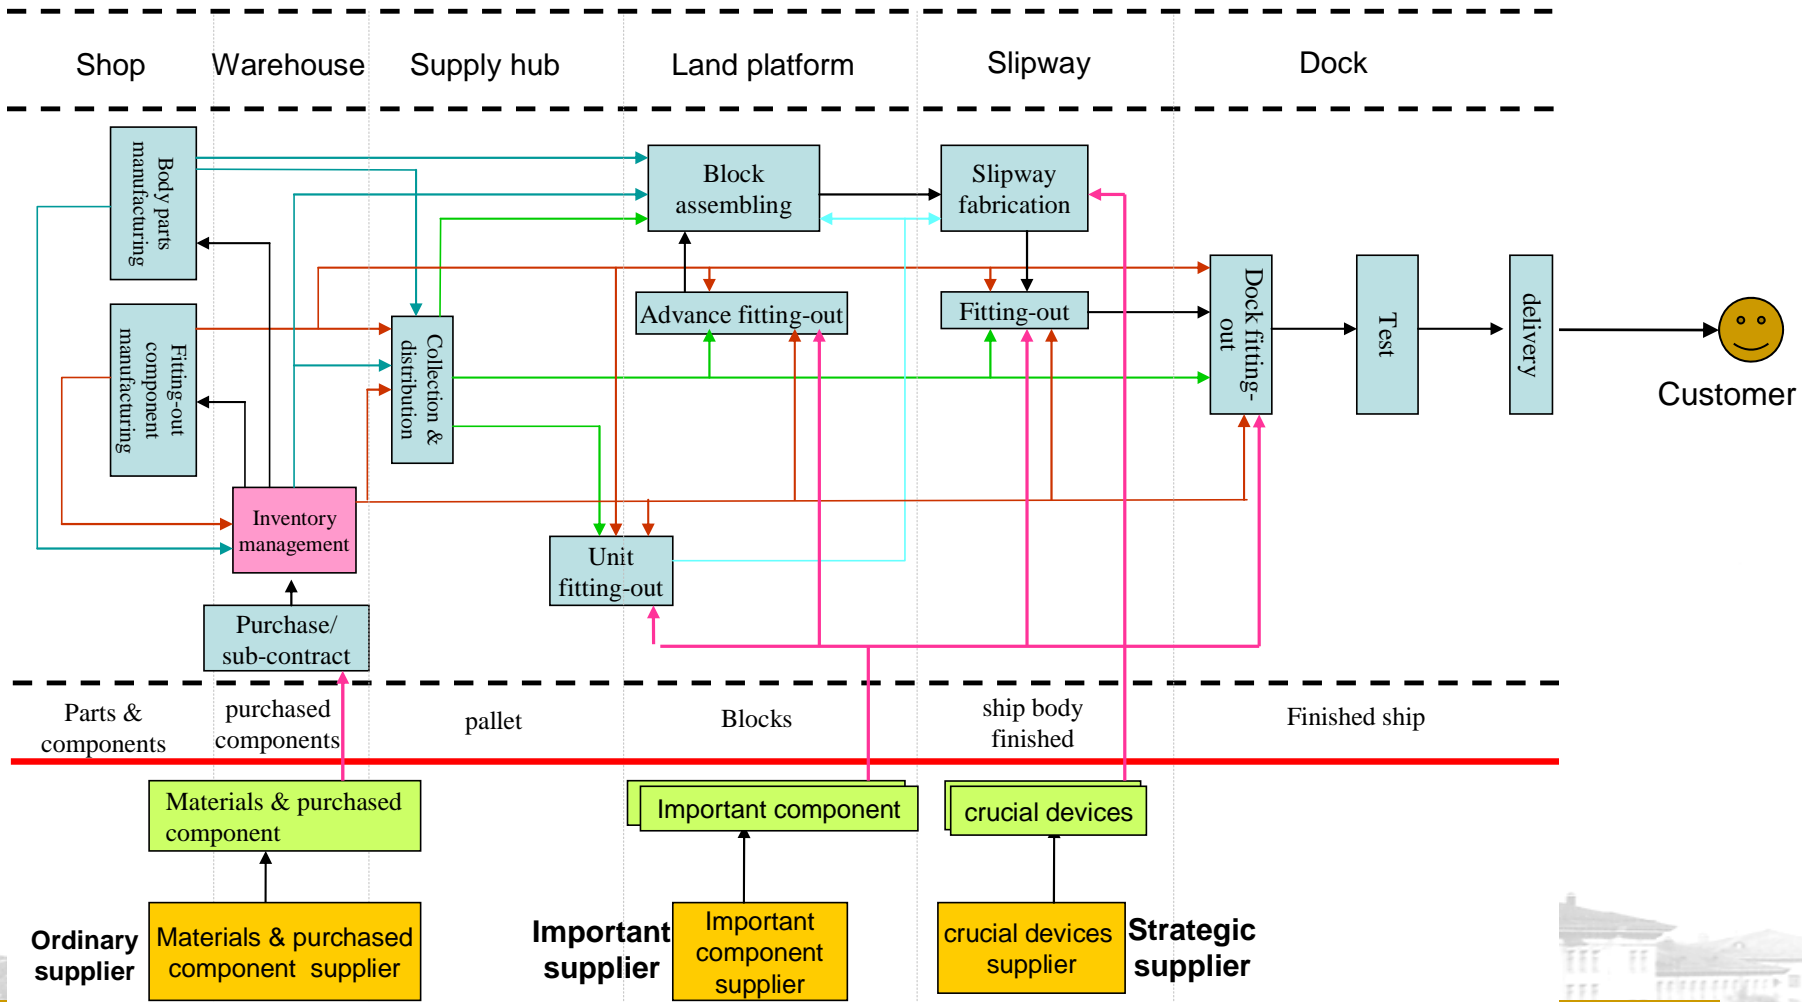 Shop
Warehouse
Supply hub
Land platform
Slipway
Dock
Body parts
manufacturing
Block
assembling
Slipway
fabrication
Fitting-out
component
manufacturing
Collection &
distribution
Advance fitting-out
Fitting-out
Dock fitting-
out
Test
delivery
Customer
Inventory
management
Unit
fitting-out
Purchase/
sub-contract
Parts &
components
purchased
components
pallet
Blocks
ship body
finished
Finished ship
Materials & purchased
component
Important component
crucial devices
Ordinary
supplier
Materials & purchased
component supplier
Important
supplier
Important
component
supplier
crucial devices
supplier
Strategic
supplier